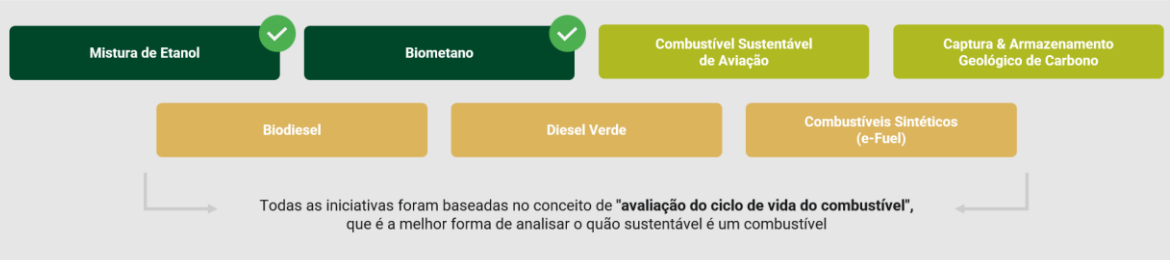 Mistura de Etanol
Biometano
Combustível Sustentável
de Aviação
Captura & Armazenamento
Geológico de Carbono
Biodiesel
Diesel Verde
Combustíveis Sintéticos
(e-Fuel)
Todas as iniciativas foram baseadas no conceito de "avaliação do ciclo de vida do combustível",
que é a melhor forma de analisar o quão sustentável é um combustível